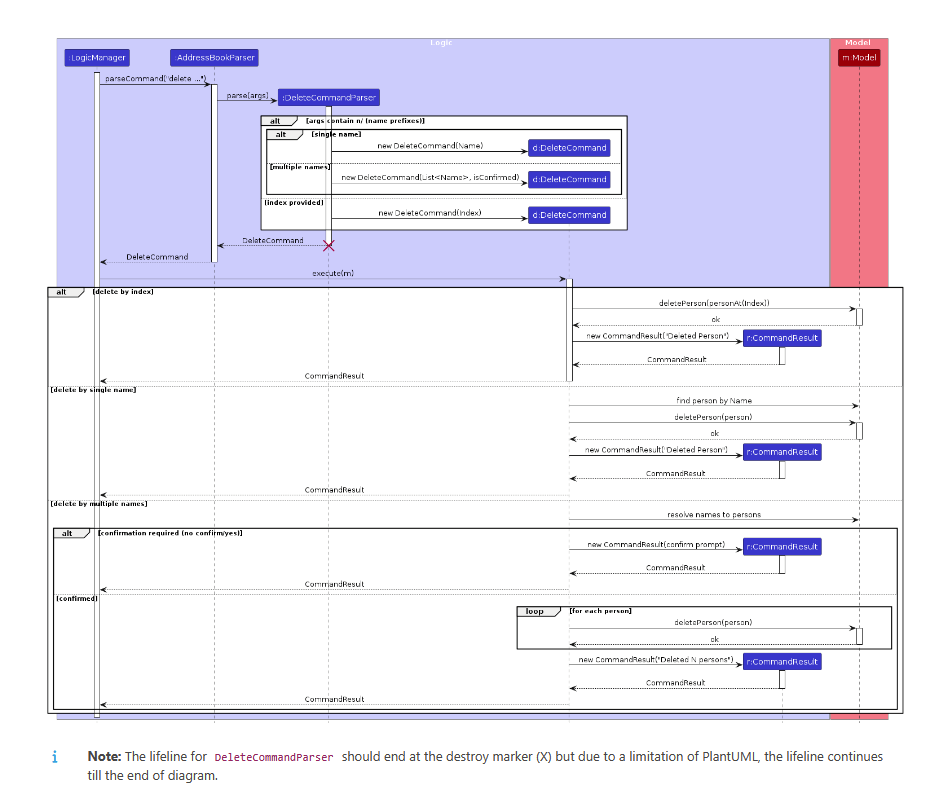 Logic
Model
:LogicManager
:AddressBookParser
m:Model
parseCommand("delete ...")
parse(args)
:DeleteCommandParser
alt
[args contain n/ (name prefixes)]
alt
[single name]
new DeleteCommand(Name)
d:DeleteCommand
[multiple names]
new DeleteCommand(List<Name>, isConfirmed)
d:DeleteCommand
[index provided]
new DeleteCommand(Index)
d:DeleteCommand
DeleteCommand
DeleteCommand
execute(m)
alt
[delete by index]
deletePerson(personAt(Index))
ok
new CommandResult("Deleted Person")
r:CommandResult
CommandResult
CommandResult
[delete by single name]
find person by Name
deletePerson(person)
ok
new CommandResult("Deleted Person")
r:CommandResult
CommandResult
CommandResult
[delete by multiple names]
resolve names to persons
alt
[confirmation required (no confirm/yes)]
new CommandResult(confirm prompt)
r:CommandResult
CommandResult
CommandResult
[confirmed]
loop
[for each person]
deletePerson(person)
ok
new CommandResult("Deleted N persons")
r:CommandResult
CommandResult
CommandResult
i
Note: The lifeline for DeleteCommandParser should end at the destroy marker (X) but due to a limitation of PlantUML, the lifeline continues
till the end of diagram.